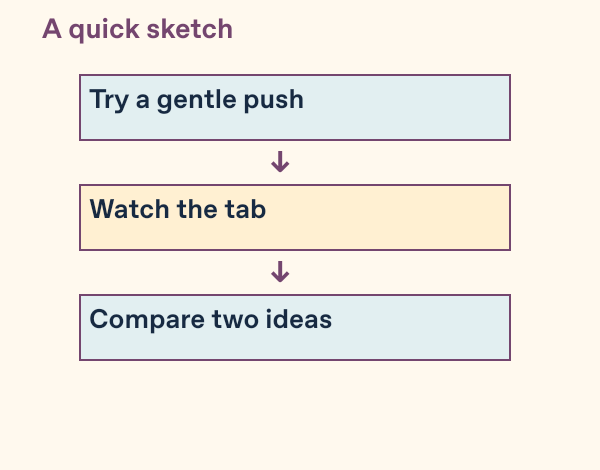 A quick sketch
Try a gentle push
↓
Watch the tab
↓
Compare two ideas